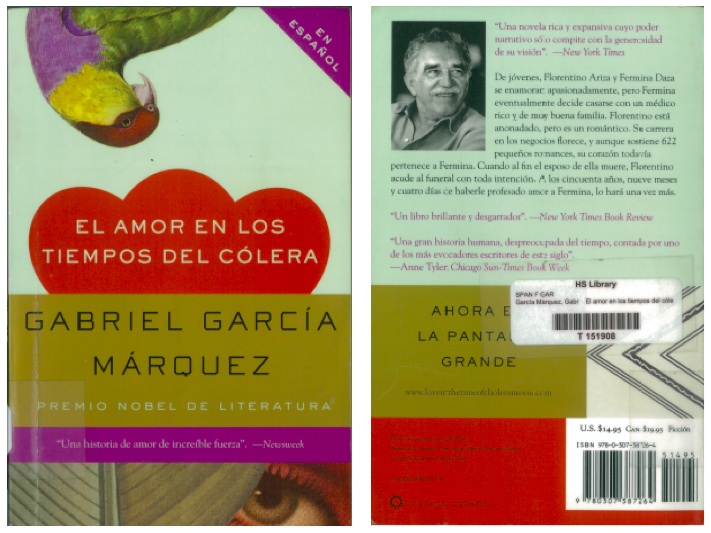 EN
ESPAÑOL
EL AMOR EN LOS
TIEMPOS DEL CÓLERA
GABRIEL GARCÍA
MÁRQUEZ
PREMIO NOBEL DE LITERATURA
“Una historia de amor de increíble fuerza”. —Newsweek
“Una novela rica y expansiva cuyo poder
narrativo sólo compite con la generosidad
de su visión”. —New York Times
De jóvenes, Florentino Ariza y Fermina Daza
se enamoran apasionadamente, pero Fermina
eventualmente decide casarse con un médico
rico y de muy buena familia. Florentino está
anonadado, pero es un romántico. Su carrera
en los negocios florece, y aunque sostiene 622
pequeños romances, su corazón todavía
pertenece a Fermina. Cuando al fin el esposo de ella muere, Florentino
acude al funeral con toda intención. A los cincuenta años, nueve meses
y cuatro días de haberle profesado amor a Fermina, lo hará una vez más.
“Un libro brillante y desgarrador”. —New York Times Book Review
“Una gran historia humana, despreocupada del tiempo, contada por uno
de los más evocadores escritores de este siglo”.
—Anne Tyler, Chicago Sun-Times Book Week
HS Library
SPAN F GAR
García Márquez, Gabr El amor en los tiempos del cóle
T 151908
AHORA E
LA PANTA
GRANDE
www.loveinthetimeofcholeramovie.com
U.S. $14.95 CAN. $19.95 Ficción
ISBN 978-0-307-38726-4
51495
9 780307 387264